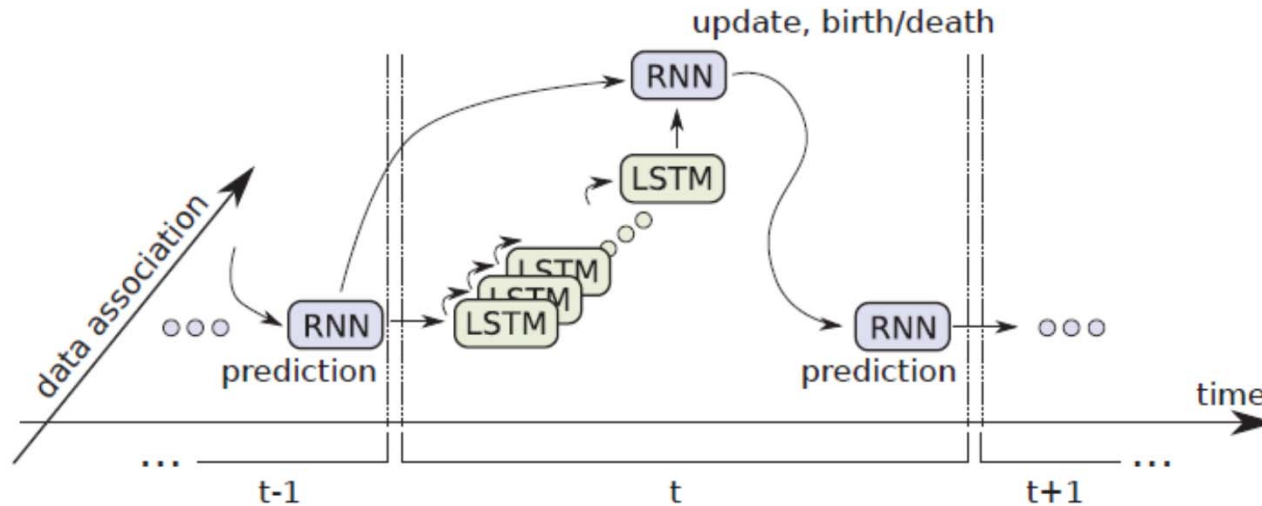 update, birth/death
RNN
LSTM
data association
LSTM
LSTM
LSTM
RNN
RNN
prediction
prediction
time
...
...
t-1
t
t+1